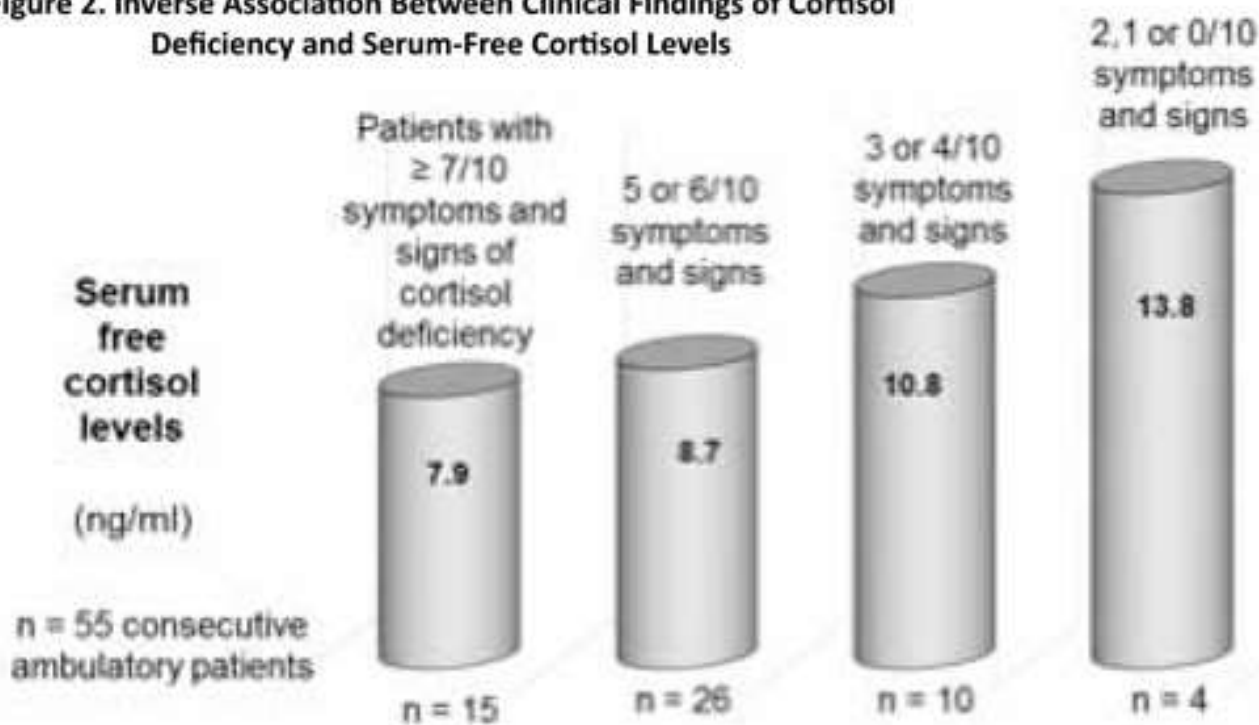 igure 2. Inverse Association Between Clinical Findings of Cortisol
Deficiency and Serum-Free Cortisol Levels
Serum
free
cortisol
levels
(ng/ml)
n = 55 consecutive
ambulatory patients
Patients with
≥ 7/10
symptoms and
signs of
cortisol
deficiency
7.9
n = 15
5 or 6/10
symptoms
and signs
8.7
n = 26
3 or 4/10
symptoms
and signs
10.8
n = 10
2,1 or 0/10
symptoms
and signs
13.8
n = 4